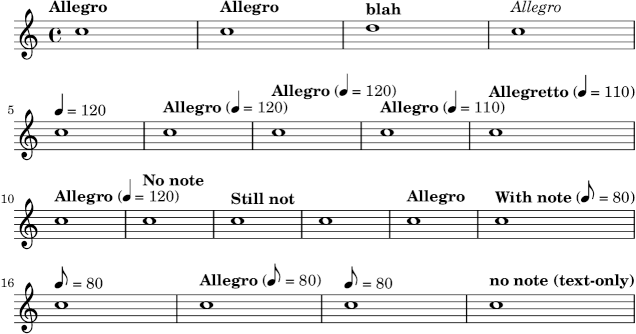 Allegro Allegro blah Allegro
5 ♩ = 120 Allegro (♩ = 120) Allegro (♩ = 120) Allegro (♩ = 110) Allegretto (♩ = 110)
10 Allegro (♩ = 120) No note Still not Allegro With note (♪ = 80)
16 ♪ = 80 Allegro (♪ = 80) ♪ = 80 no note (text-only)